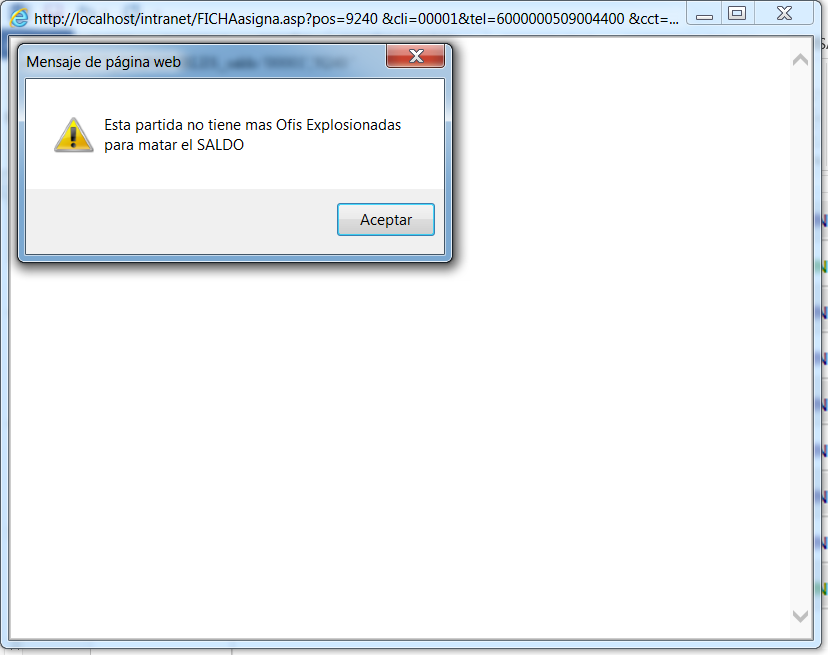 http://localhost/intranet/FICHAasigna.asp?pos=9240 &cli=00001&tel=6000000509004400 &cct=...
Mensaje de página web
Esta partida no tiene mas Ofis Explosionadas
para matar el SALDO
Aceptar